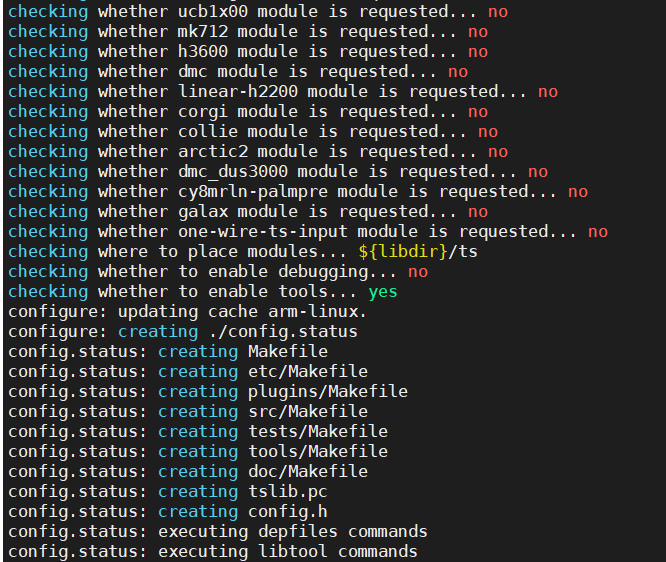 checking whether ucb1x00 module is requested... no
checking whether mk712 module is requested... no
checking whether h3600 module is requested... no
checking whether dmc module is requested... no
checking whether linear-h2200 module is requested... no
checking whether corgi module is requested... no
checking whether collie module is requested... no
checking whether arctic2 module is requested... no
checking whether dmc_dus3000 module is requested... no
checking whether cy8mrln-palmpre module is requested... no
checking whether galax module is requested... no
checking whether one-wire-ts-input module is requested... no
checking where to place modules... ${libdir}/ts
checking whether to enable debugging... no
checking whether to enable tools... yes
configure: updating cache arm-linux.
configure: creating ./config.status
config.status: creating Makefile
config.status: creating etc/Makefile
config.status: creating plugins/Makefile
config.status: creating src/Makefile
config.status: creating tests/Makefile
config.status: creating tools/Makefile
config.status: creating doc/Makefile
config.status: creating tslib.pc
config.status: creating config.h
config.status: executing depfiles commands
config.status: executing libtool commands